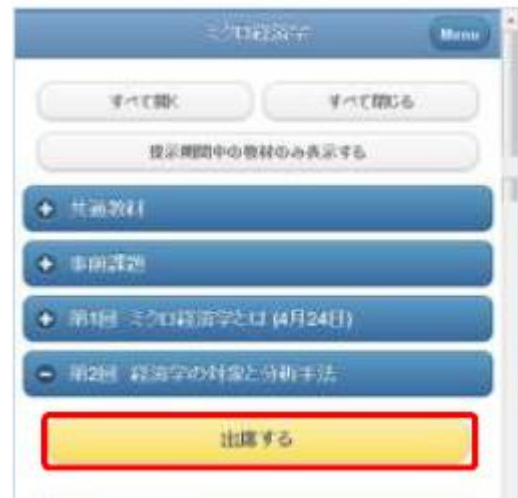 ミクロ経済学 Menu
すべて開く すべて閉じる
提示期間中の教材のみ表示する
共通教材
事前課題
第1回 ミクロ経済学とは (4月24日)
第2回 経済学の対象と分析手法
出席する